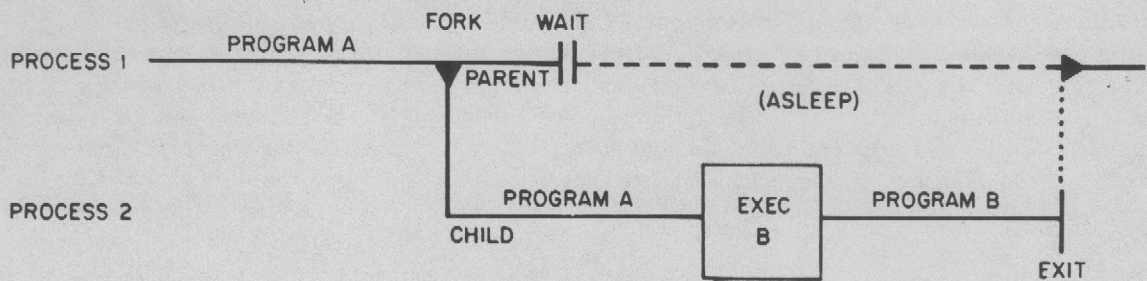 FORK WAIT
PROGRAM A
PROCESS 1
PARENT
(ASLEEP)
PROGRAM A
PROGRAM B
EXEC
B
PROCESS 2
CHILD
EXIT